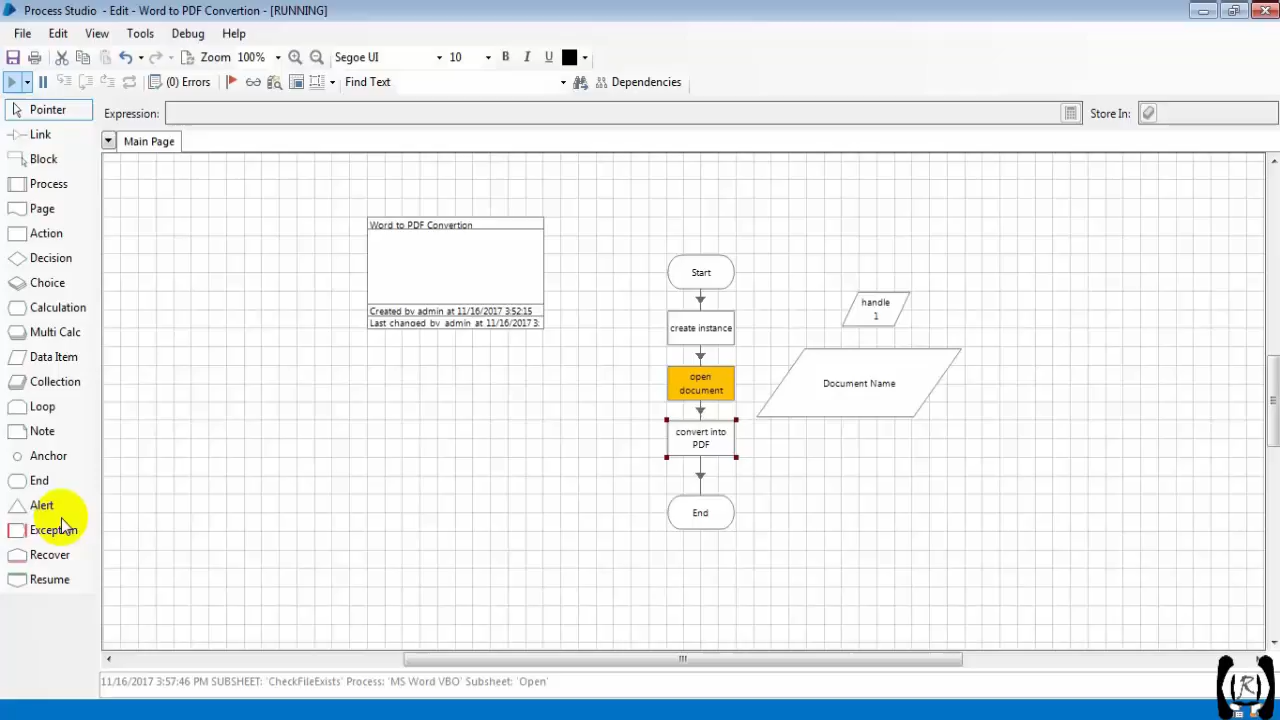 Process Studio - Edit - Word to PDF Convertion - [RUNNING]
File Edit View Tools Debug Help
Zoom 100% Segoe UI 10 B I U
(0) Errors Find Text Dependencies
Pointer
Expression: Store In:
Link
Main Page
Block
Process
Page
Action
Decision
Choice
Calculation
Multi Calc
Data Item
Collection
Loop
Note
Anchor
End
Alert
Exception
Recover
Resume
Word to PDF Convertion
Created by admin at 11/16/2017 3:52:15
Last changed by admin at 11/16/2017 3:
Start
create instance
open
document
convert into
PDF
End
handle
1
Document Name
11/16/2017 3:57:46 PM SUBSHEET: 'CheckFileExists' Process: 'MS Word VBO' Subsheet: 'Open'
R